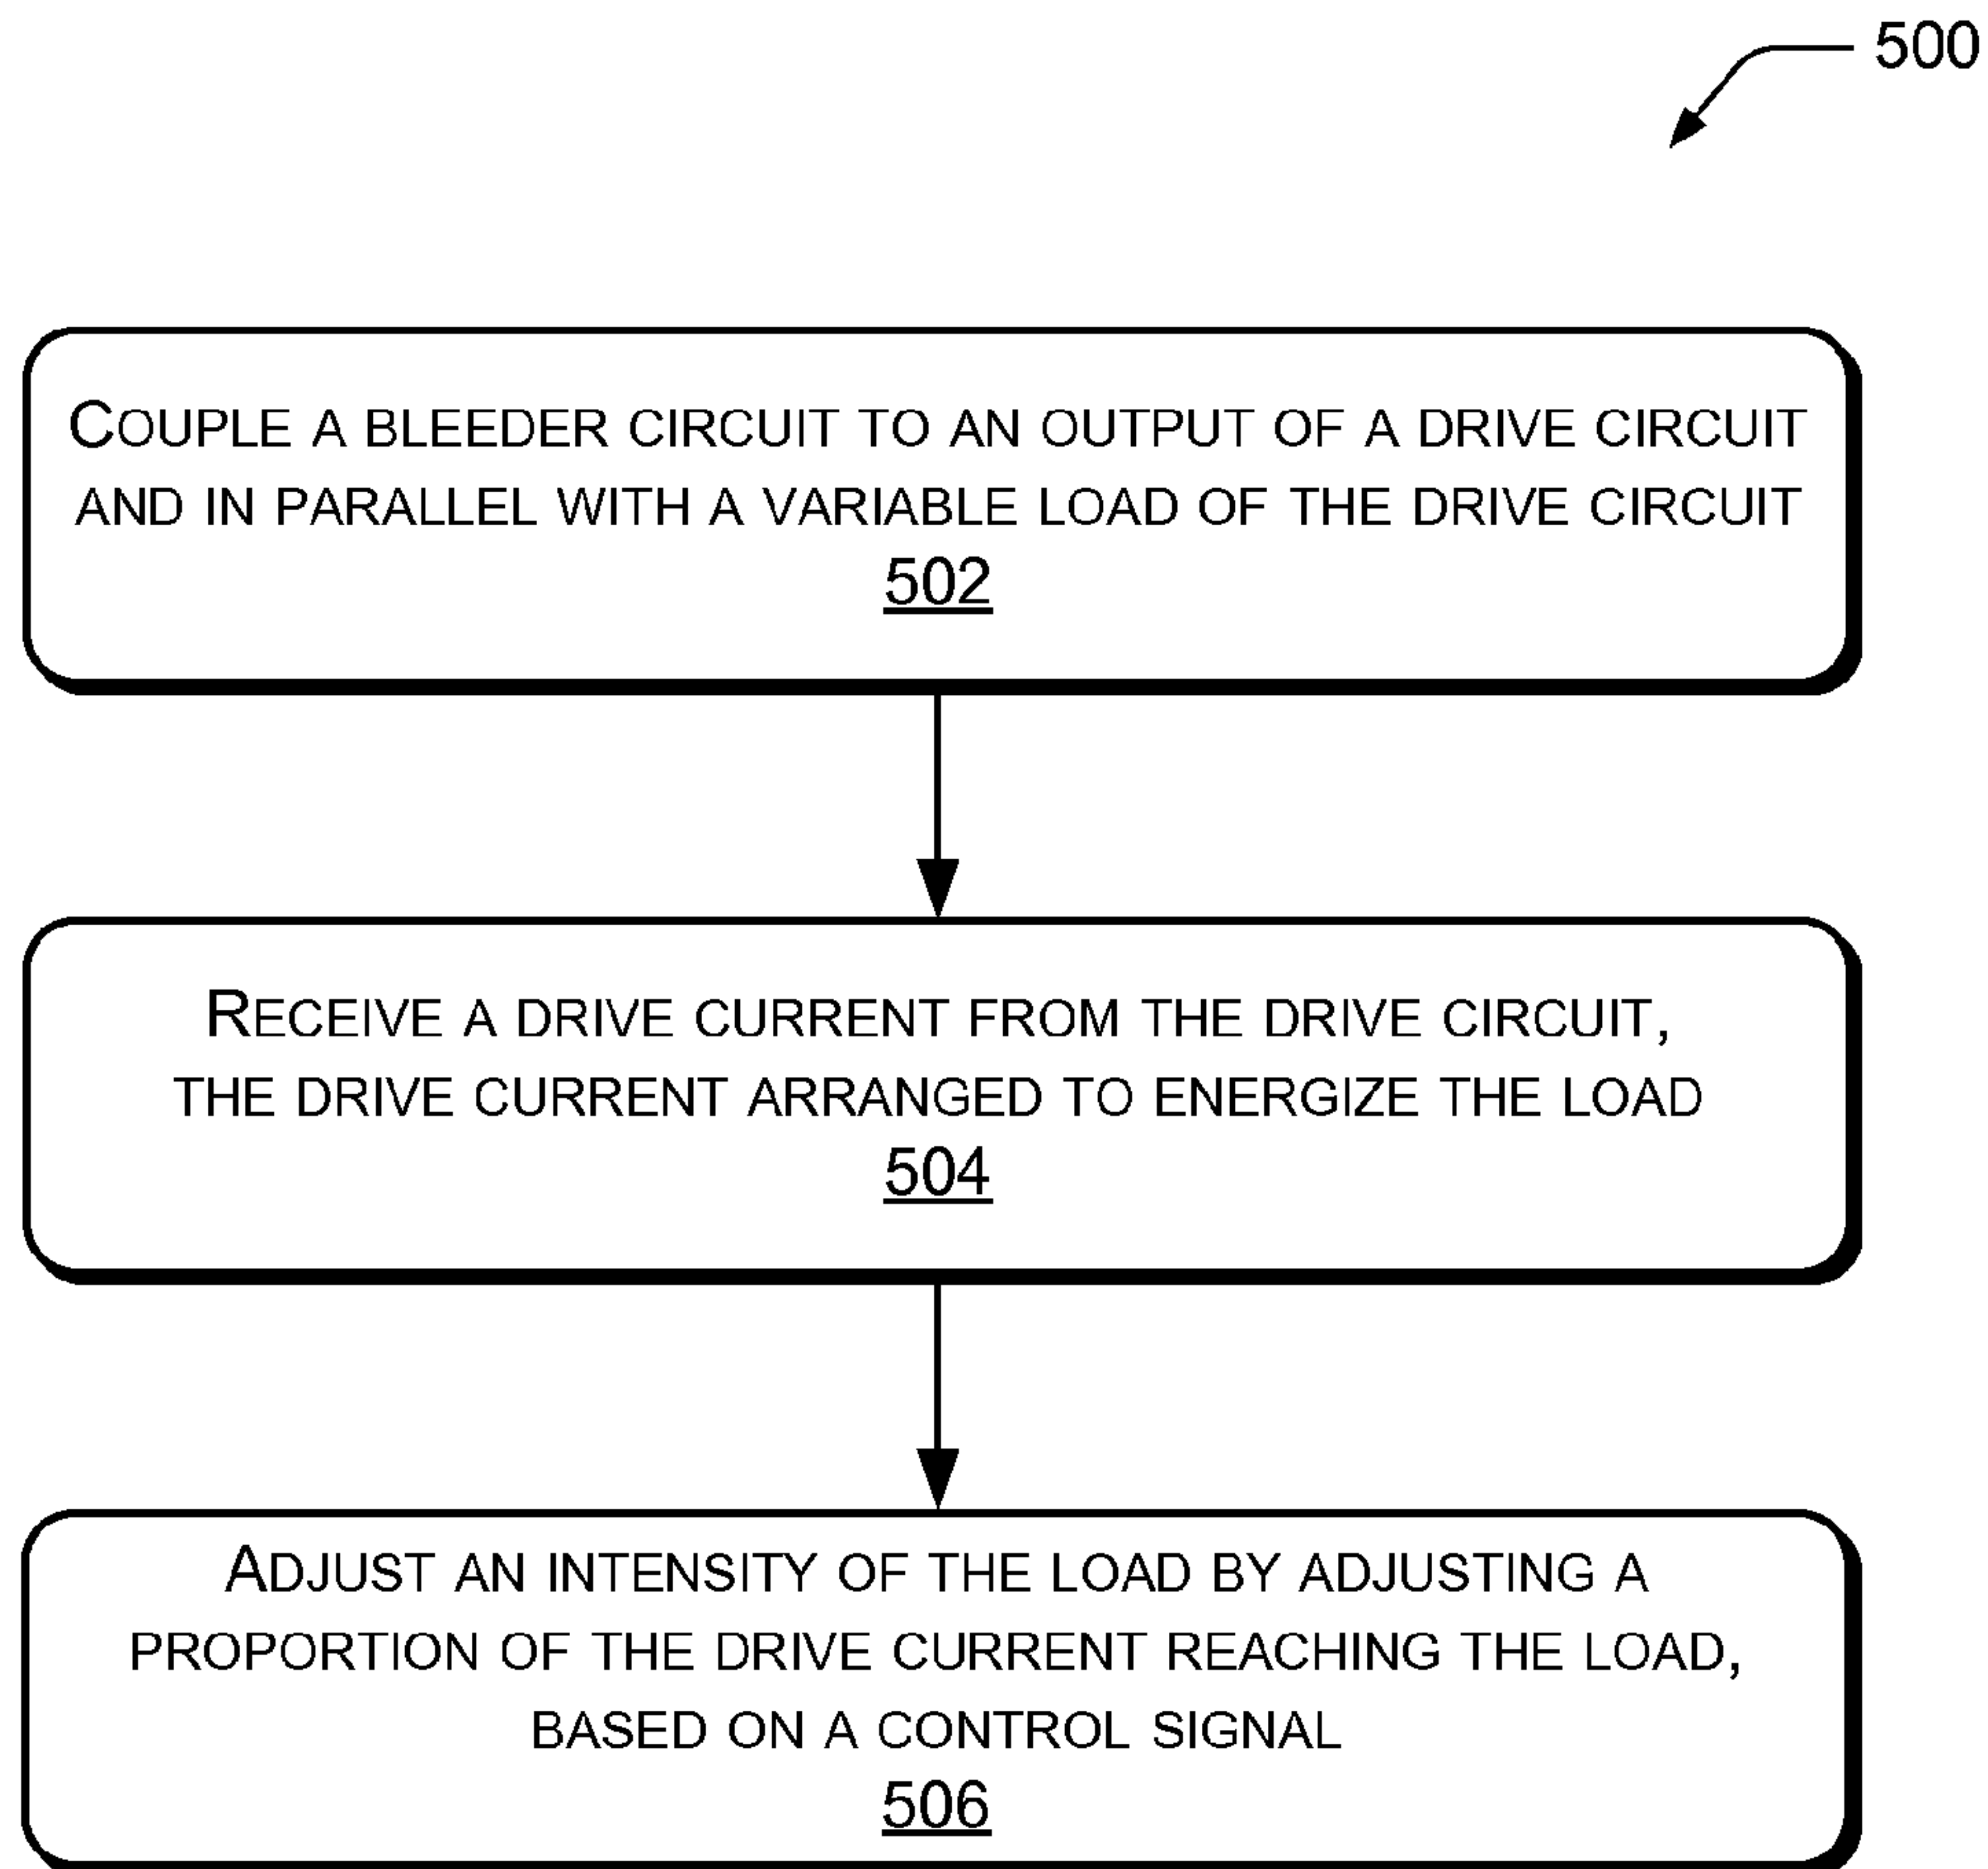 500
COUPLE A BLEEDER CIRCUIT TO AN OUTPUT OF A DRIVE CIRCUIT
AND IN PARALLEL WITH A VARIABLE LOAD OF THE DRIVE CIRCUIT
502
RECEIVE A DRIVE CURRENT FROM THE DRIVE CIRCUIT,
THE DRIVE CURRENT ARRANGED TO ENERGIZE THE LOAD
504
ADJUST AN INTENSITY OF THE LOAD BY ADJUSTING A
PROPORTION OF THE DRIVE CURRENT REACHING THE LOAD,
BASED ON A CONTROL SIGNAL
506